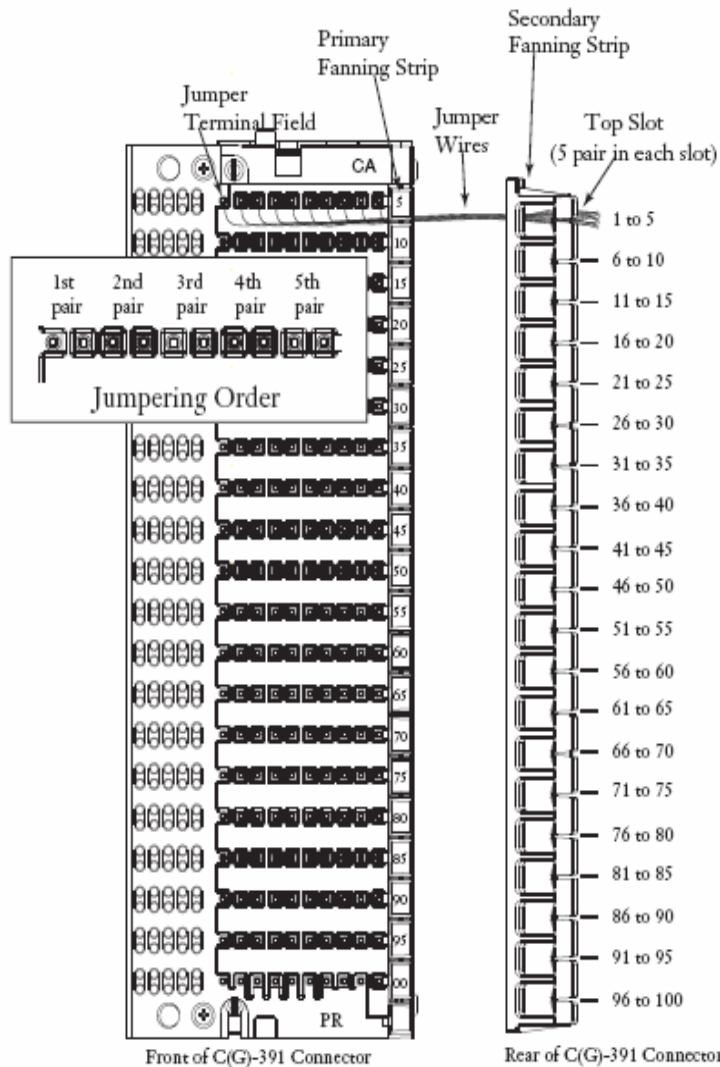 Secondary
Fanning Strip
Primary
Fanning Strip
Jumper
Terminal Field
Jumper
Wires
Top Slot
(5 pair in each slot)
CA
5
10
15
20
25
30
35
40
45
50
55
60
65
70
75
80
85
90
95
00
1st
pair
2nd
pair
3rd
pair
4th
pair
5th
pair
Jumpering Order
1 to 5
6 to 10
11 to 15
16 to 20
21 to 25
26 to 30
31 to 35
36 to 40
41 to 45
46 to 50
51 to 55
56 to 60
61 to 65
66 to 70
71 to 75
76 to 80
81 to 85
86 to 90
91 to 95
96 to 100
PR
Front of C(G)-391 Connector
Rear of C(G)-391 Connector